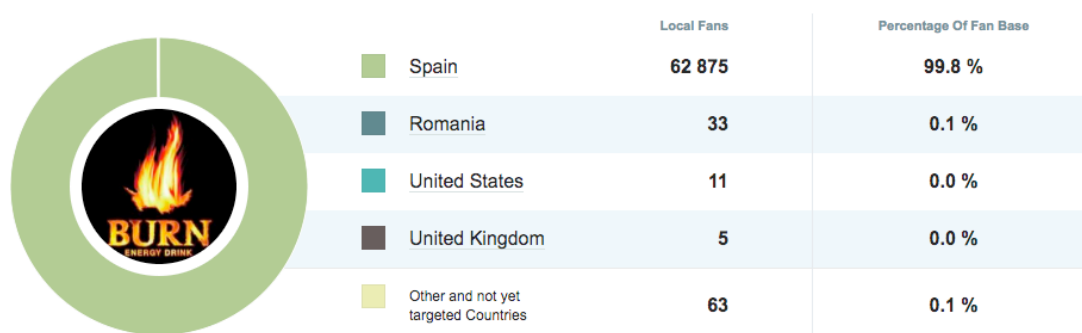 Local Fans
Percentage Of Fan Base
Spain
62 875
99.8 %
Romania
33
0.1 %
United States
11
0.0 %
United Kingdom
5
0.0 %
Other and not yet
targeted Countries
63
0.1 %
BURN
ENERGY DRINK